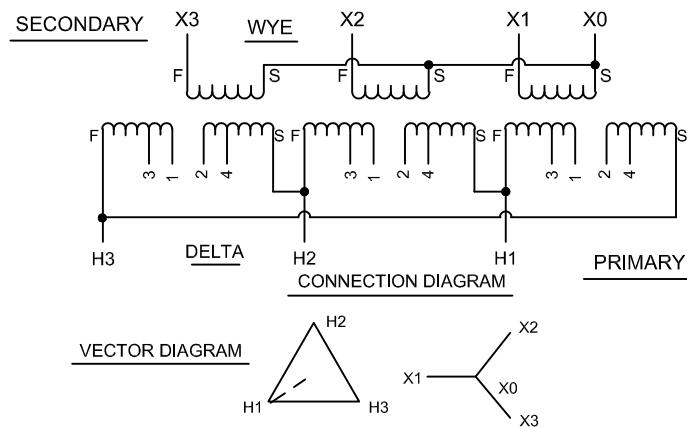 SECONDARY X3 WYE X2 X1 X0
F S F S F S
F S F S F S
3 1 2 4 3 1 2 4 3 1 2 4
H3 DELTA H2 H1 PRIMARY
CONNECTION DIAGRAM
VECTOR DIAGRAM
H2
H1 H3
X2
X1 X0
X3